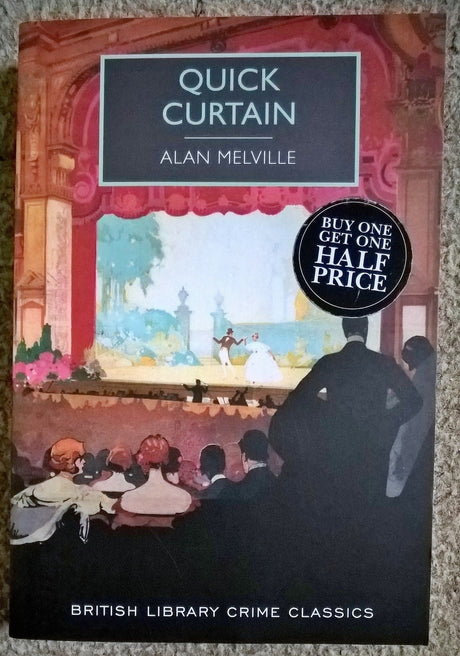 QUICK
CURTAIN
ALAN MELVILLE
BUY ONE
GET ONE
HALF
PRICE
BRITISH LIBRARY CRIME CLASSICS